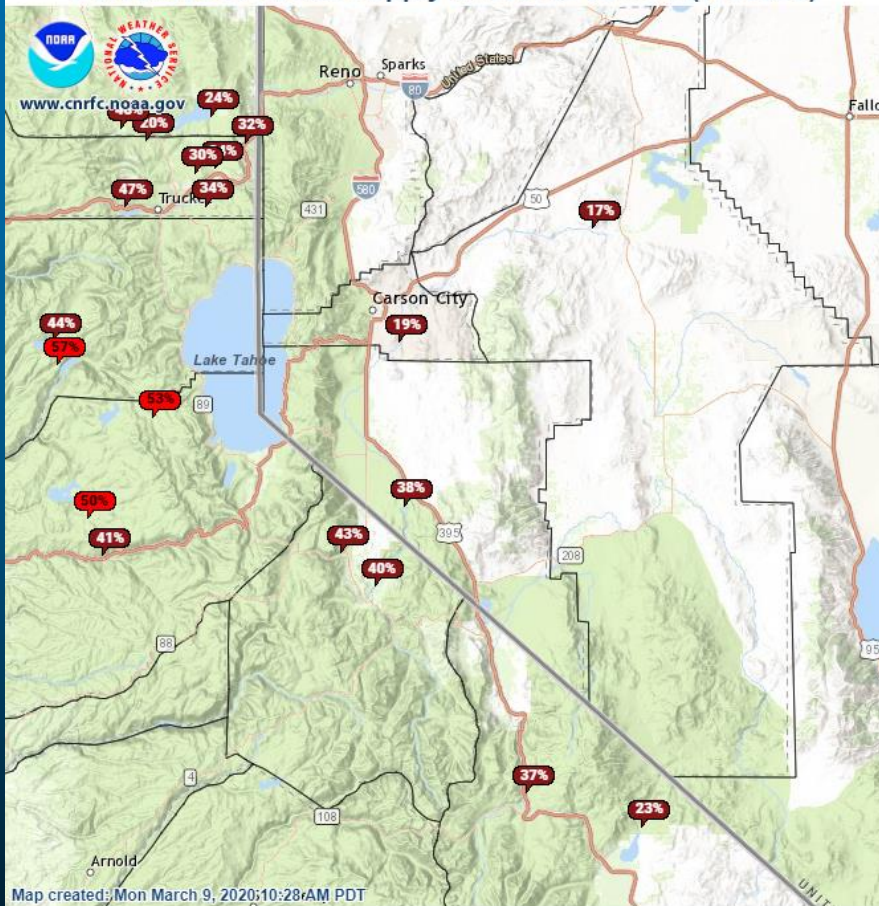 NOAA
NATIONAL WEATHER SERVICE
www.cnrfc.noaa.gov
Reno
Sparks
80
United States
24%
20%
32%
30%
34%
47%
Trucke
580
431
50
17%
Carson City
19%
44%
57%
Lake Tahoe
53%
89
38%
50%
41%
43%
395
40%
208
88
95
37%
4
23%
108
Arnold
UNIT
Map created: Mon March 9, 2020 10:28 AM PDT